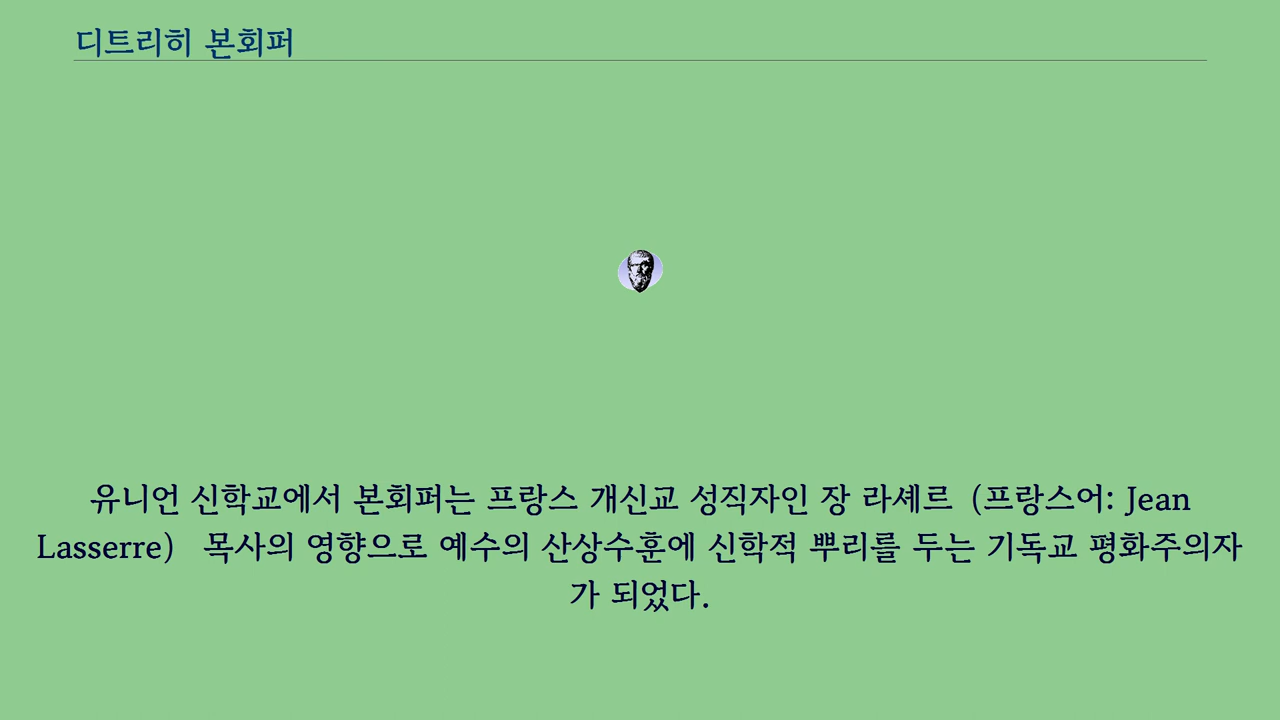 디트리히 본회퍼
유니언 신학교에서 본회퍼는 프랑스 개신교 성직자인 장 라셰르 (프랑스어: Jean
Lasserre) 목사의 영향으로 예수의 산상수훈에 신학적 뿌리를 두는 기독교 평화주의자
가 되었다.